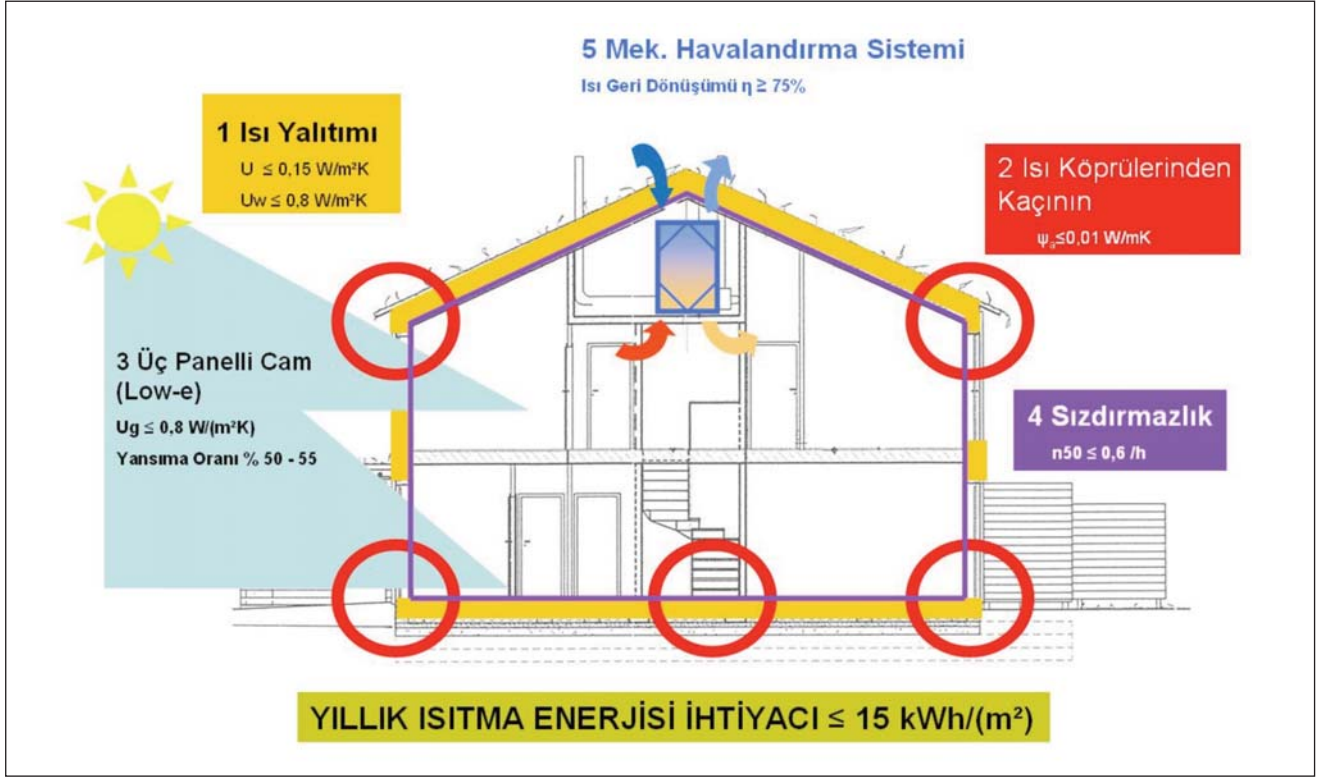 5 Mek. Havalandırma Sistemi
Isı Geri Dönüşümü η ≥ 75%
1 Isı Yalıtımı
U ≤ 0,15 W/m²K
Uw ≤ 0,8 W/m²K
2 Isı Köprülerinden
Kaçının
ψa≤0,01 W/mK
3 Üç Panelli Cam
(Low-e)
Ug ≤ 0,8 W/(m²K)
Yansıma Oranı % 50 - 55
4 Sızdırmazlık
n50 ≤ 0,6 /h
YILLIK ISITMA ENERJİSİ İHTİYACI ≤ 15 kWh/(m²)